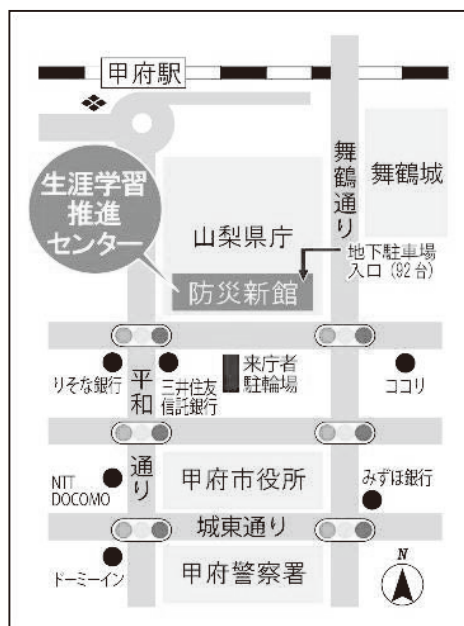 甲府駅
生涯学習
推進
センター
舞鶴通り
舞鶴城
山梨県庁
地下駐車場
入口（92台）
防災新館
りそな銀行
平和通り
三井住友
信託銀行
来庁者
駐輪場
ココリ
NTT
DOCOMO
甲府市役所
みずほ銀行
城東通り
ドーミーイン
甲府警察署
N